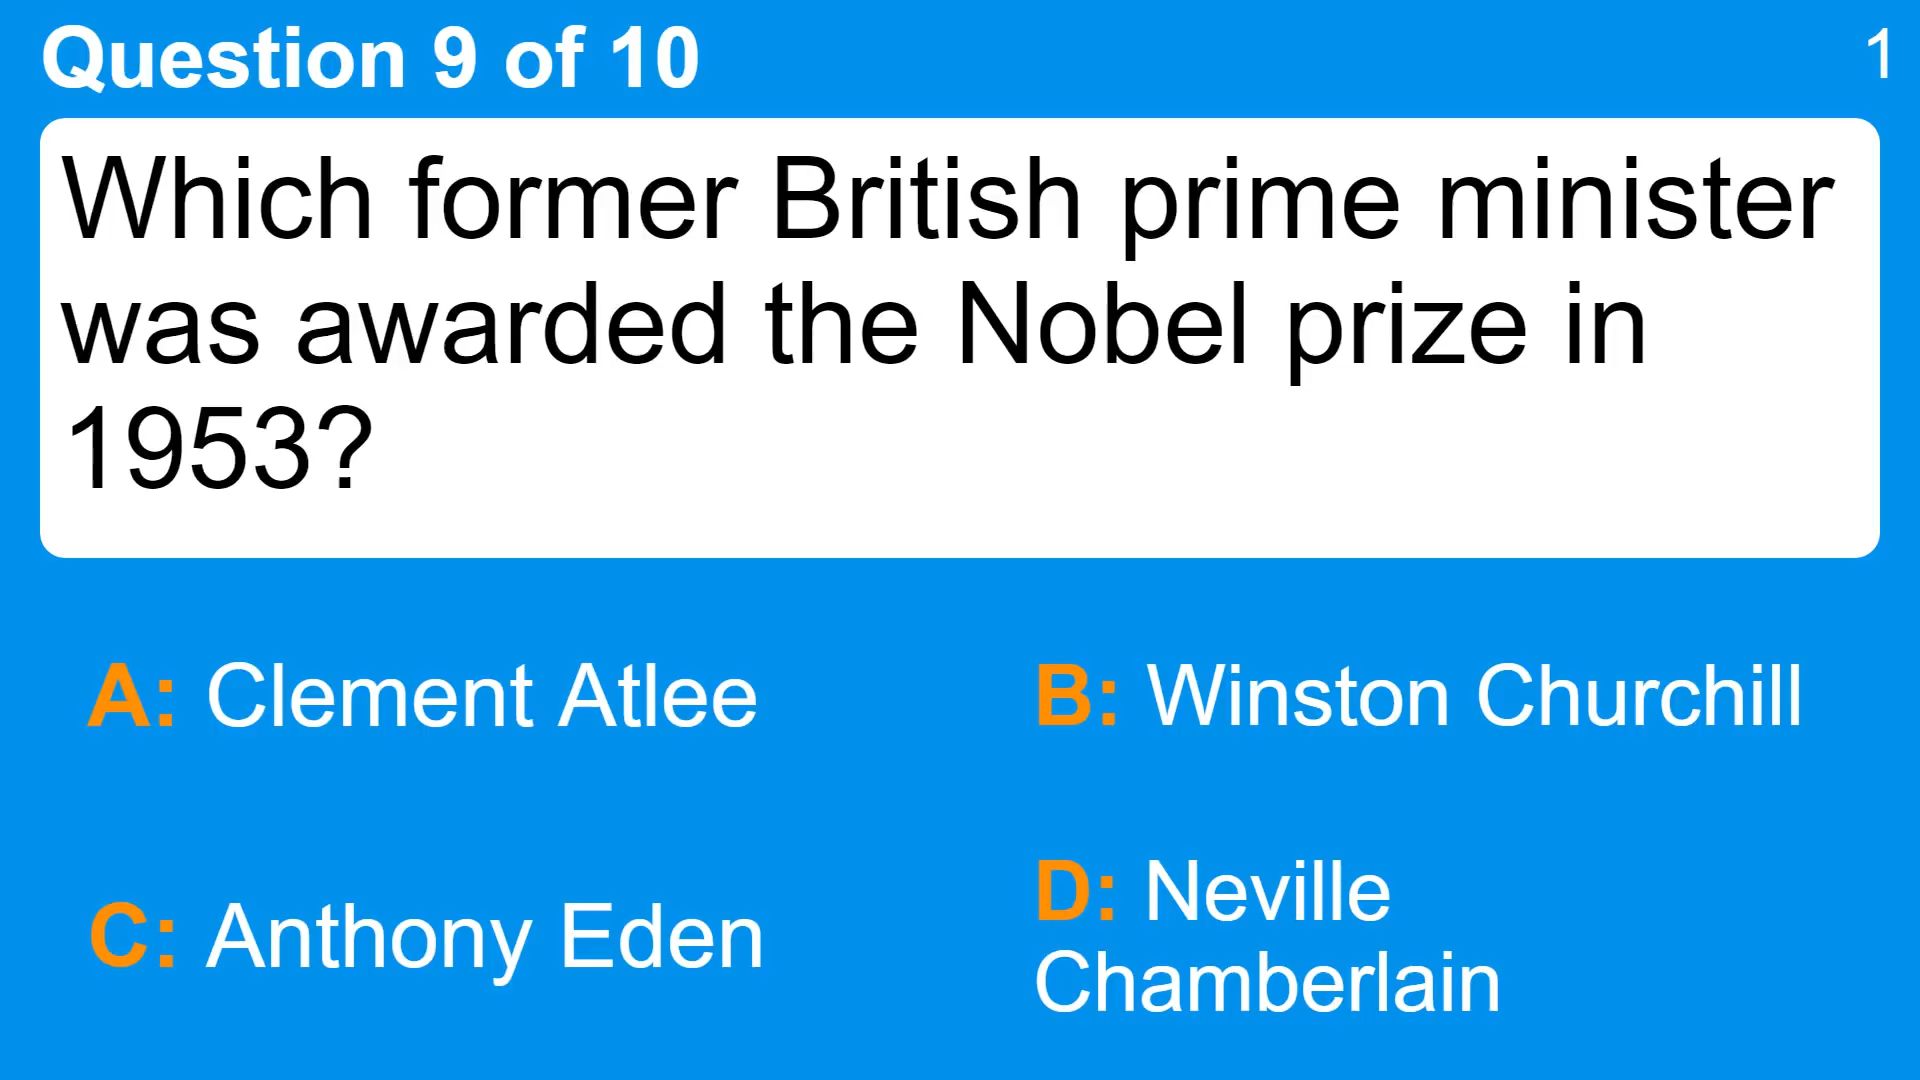 Question 9 of 10
1
Which former British prime minister
was awarded the Nobel prize in
1953?
A: Clement Atlee
B: Winston Churchill
C: Anthony Eden
D: Neville
Chamberlain